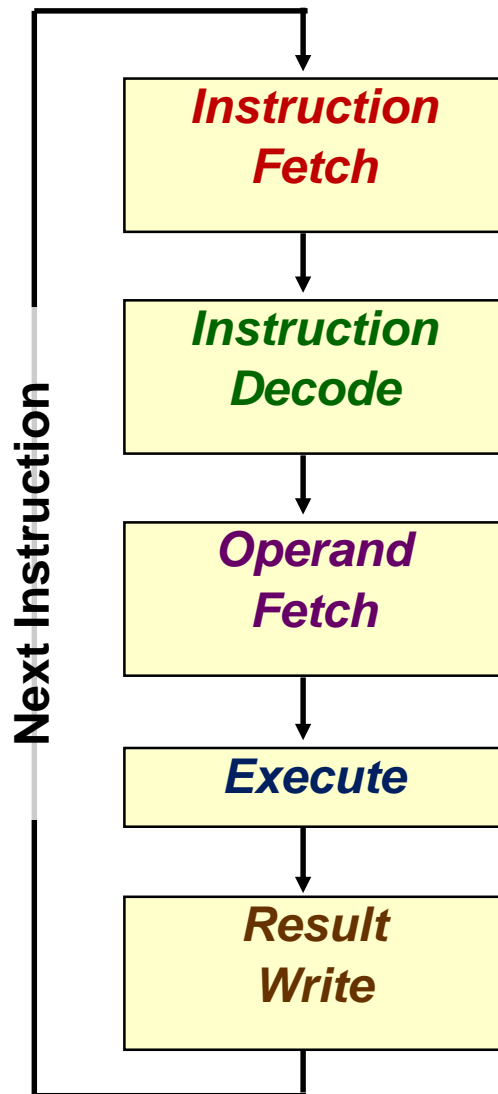 Instruction
Fetch
Instruction
Decode
Operand
Fetch
Execute
Result
Write
Next Instruction